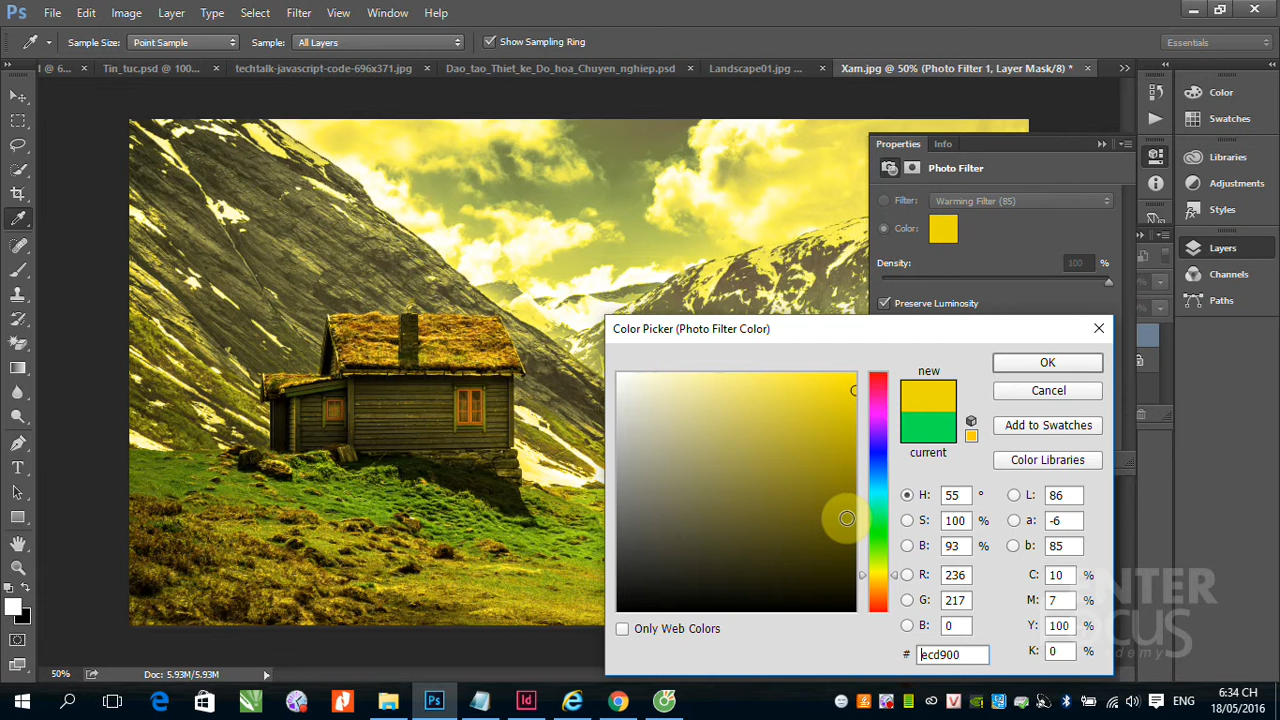 Ps File Edit Image Layer Type Select Filter View Window Help
Sample Size: Point Sample Sample: All Layers Show Sampling Ring Essentials
l @ 6... × Tin_tuc.psd @ 100... × techtalk-javascript-code-696x371.jpg × Dao_tao_Thiet_ke_Do_hoa_Chuyen_nghiep.psd × Landscape01.jpg ... × Xam.jpg @ 50% (Photo Filter 1, Layer Mask/8) * ×
Properties Info
Photo Filter
Filter: Warming Filter (85)
Color:
Density: 100 %
Preserve Luminosity
Color
Swatches
Libraries
Adjustments
Styles
Layers
Channels
Paths
Color Picker (Photo Filter Color)
new
current
OK
Cancel
Add to Swatches
Color Libraries
H: 55 ° L: 86
S: 100 % a: -6
B: 93 % b: 85
R: 236 C: 10 %
G: 217 M: 7 %
B: 0 Y: 100 %
# ecd900 K: 0 %
Only Web Colors
50% Doc: 5.93M/5.93M
ENG 6:34 CH
18/05/2016